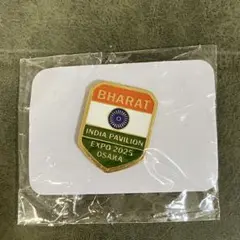 BHARAT
INDIA PAVILION
EXPO 2025
OSAKA